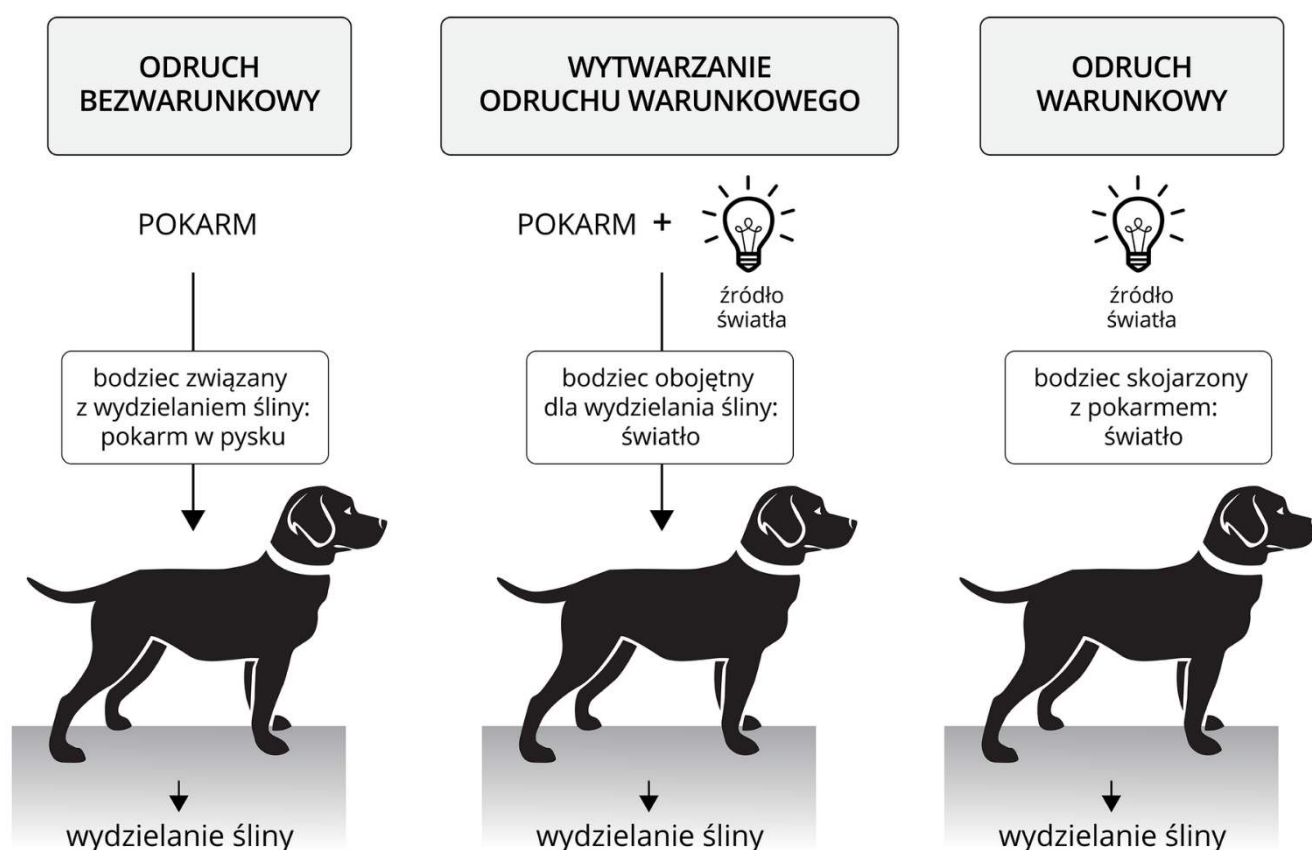 ODRUCH
BEZWARUNKOWY
POKARM
bodziec związany
z wydzielaniem śliny:
pokarm w pysku
wydzielanie śliny
WYTWARZANIE
ODRUCHU WARUNKOWEGO
POKARM +
źródło
światła
bodziec obojętny
dla wydzielania śliny:
światło
wydzielanie śliny
ODRUCH
WARUNKOWY
źródło
światła
bodziec skojarzony
z pokarmem:
światło
wydzielanie śliny